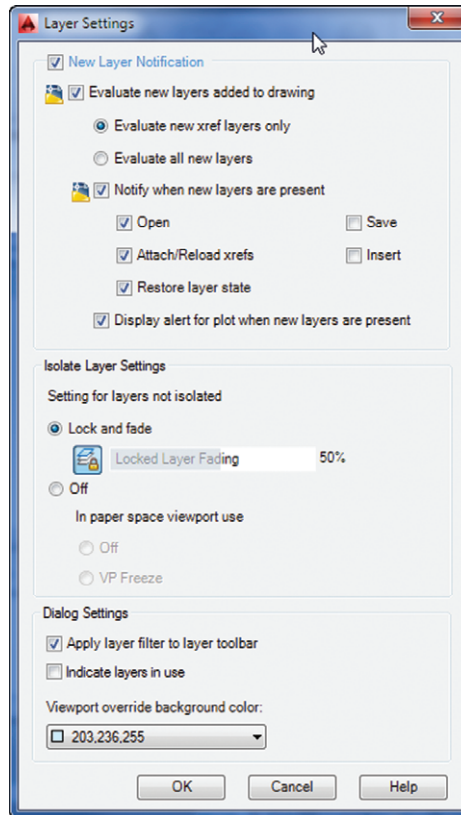 Layer Settings
New Layer Notification
Evaluate new layers added to drawing
Evaluate new xref layers only
Evaluate all new layers
Notify when new layers are present
Open Save
Attach/Reload xrefs Insert
Restore layer state
Display alert for plot when new layers are present
Isolate Layer Settings
Setting for layers not isolated
Lock and fade
Locked Layer Fading 50%
Off
In paper space viewport use
Off
VP Freeze
Dialog Settings
Apply layer filter to layer toolbar
Indicate layers in use
Viewport override background color:
203,236,255
OK Cancel Help